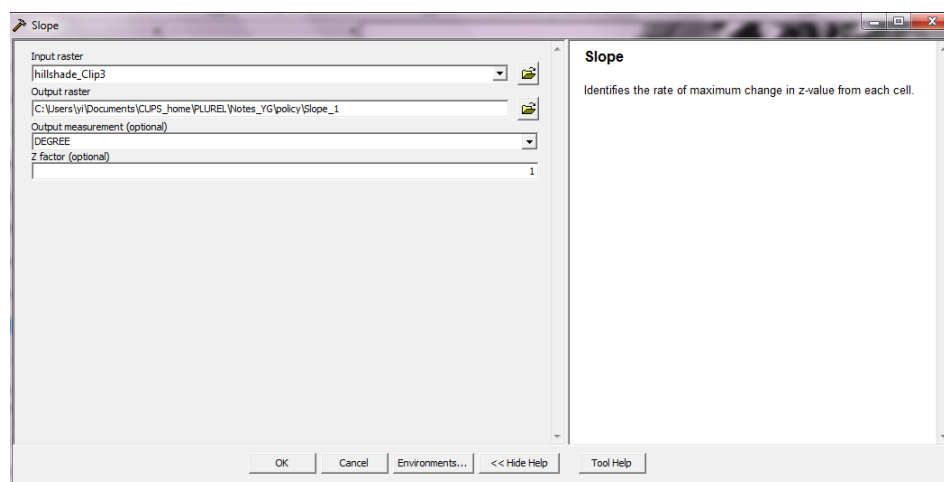 Slope
Input raster
hillshade_Clip3
Output raster
C:\Users\yi\Documents\CUPS_home\PLUREL\Notes_YG\policy\Slope_1
Output measurement (optional)
DEGREE
Z factor (optional)
1
OK
Cancel
Environments...
<< Hide Help
Slope
Identifies the rate of maximum change in z-value from each cell.
Tool Help